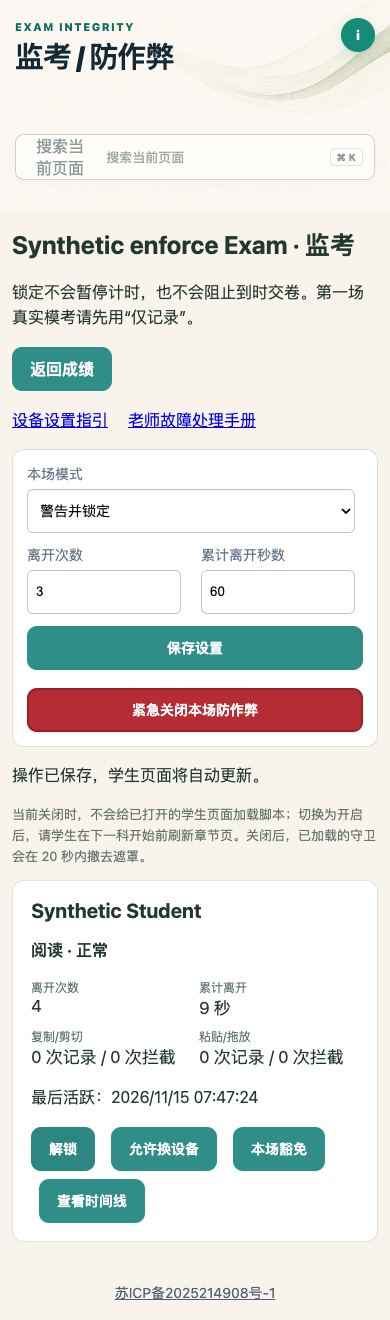 EXAM INTEGRITY
监考 / 防作弊
i
搜索当
前页面
搜索当前页面
⌘ K
Synthetic enforce Exam · 监考
锁定不会暂停计时，也不会阻止到时交卷。第一场
真实模考请先用“仅记录”。
返回成绩
设备设置指引 老师故障处理手册
本场模式
警告并锁定
离开次数 累计离开秒数
3 60
保存设置
紧急关闭本场防作弊
操作已保存，学生页面将自动更新。
当前关闭时，不会给已打开的学生页面加载脚本；切换为开启
后，请学生在下一科开始前刷新章节页。关闭后，已加载的守卫
会在 20 秒内撤去遮罩。
Synthetic Student
阅读 · 正常
离开次数 累计离开
4 9 秒
复制/剪切 粘贴/拖放
0 次记录 / 0 次拦截 0 次记录 / 0 次拦截
最后活跃：2026/11/15 07:47:24
解锁 允许换设备 本场豁免
查看时间线
苏ICP备2025214908号-1